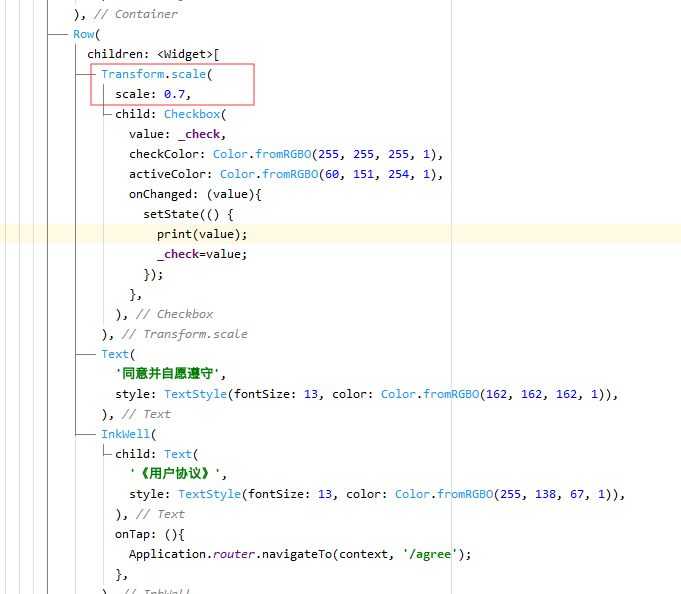 ), // Container
Row(
children: <Widget>[
Transform.scale(
scale: 0.7,
child: Checkbox(
value: _check,
checkColor: Color.fromRGBO(255, 255, 255, 1),
activeColor: Color.fromRGBO(60, 151, 254, 1),
onChanged: (value){
setState(() {
print(value);
_check=value;
});
},
), // Checkbox
), // Transform.scale
Text(
'同意并自愿遵守',
style: TextStyle(fontSize: 13, color: Color.fromRGBO(162, 162, 162, 1)),
), // Text
InkWell(
child: Text(
'《用户协议》',
style: TextStyle(fontSize: 13, color: Color.fromRGBO(255, 138, 67, 1)),
), // Text
onTap: (){
Application.router.navigateTo(context, '/agree');
},
), // InkWell